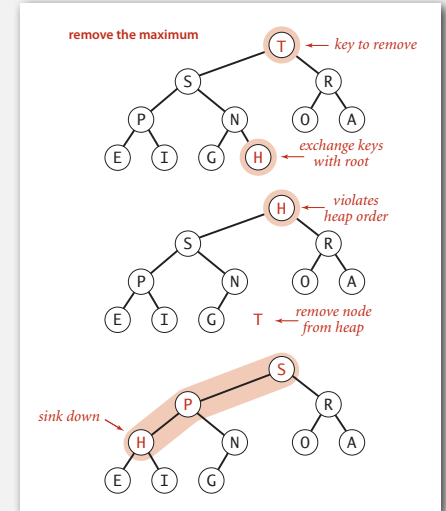 remove the maximum
T
key to remove
S
R
P
N
O
A
E
I
G
H
exchange keys
with root
H
violates
heap order
S
R
P
N
O
A
E
I
G
T
remove node
from heap
S
P
R
sink down
H
N
O
A
E
I
G